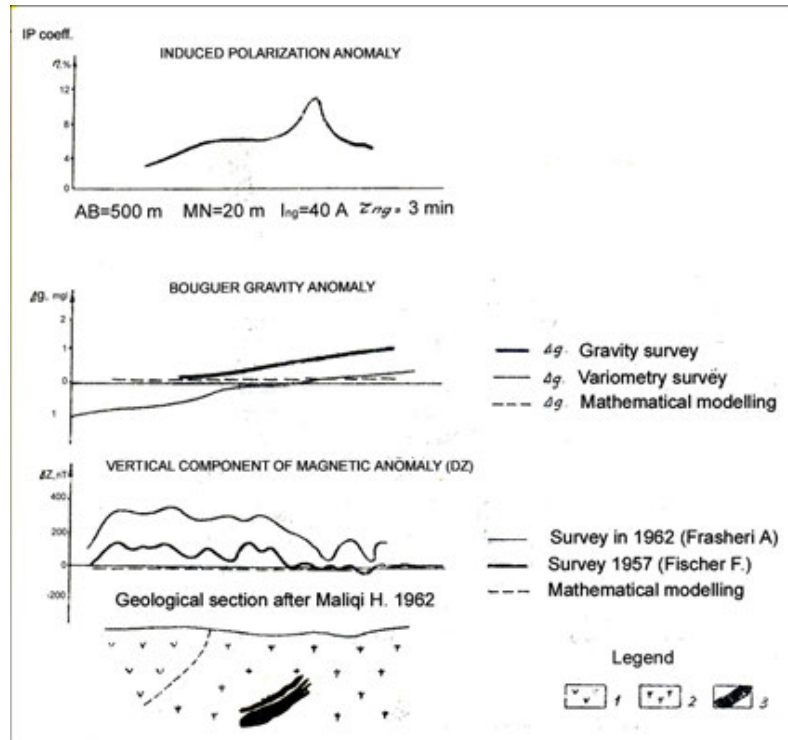 IP coeff.
INDUCED POLARIZATION ANOMALY
η%
12
8
4
0
AB=500 m MN=20 m Ing=40 A τng= 3 min
BOUGUER GRAVITY ANOMALY
Δg, mgl
2
1
0
1
Δg. Gravity survey
Δg. Variometry survey
Δg. Mathematical modelling
VERTICAL COMPONENT OF MAGNETIC ANOMALY (DZ)
ΔZ, nT
400
200
0
-200
Survey in 1962 (Frasheri A)
Survey 1957 (Fischer F.)
Mathematical modelling
Geological section after Maliqi H. 1962
Legend
1 2 3